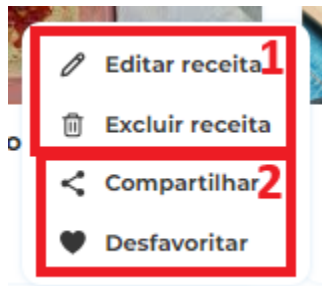 Editar receita 1
Excluir receita
o
Compartilhar 2
Desfavoritar